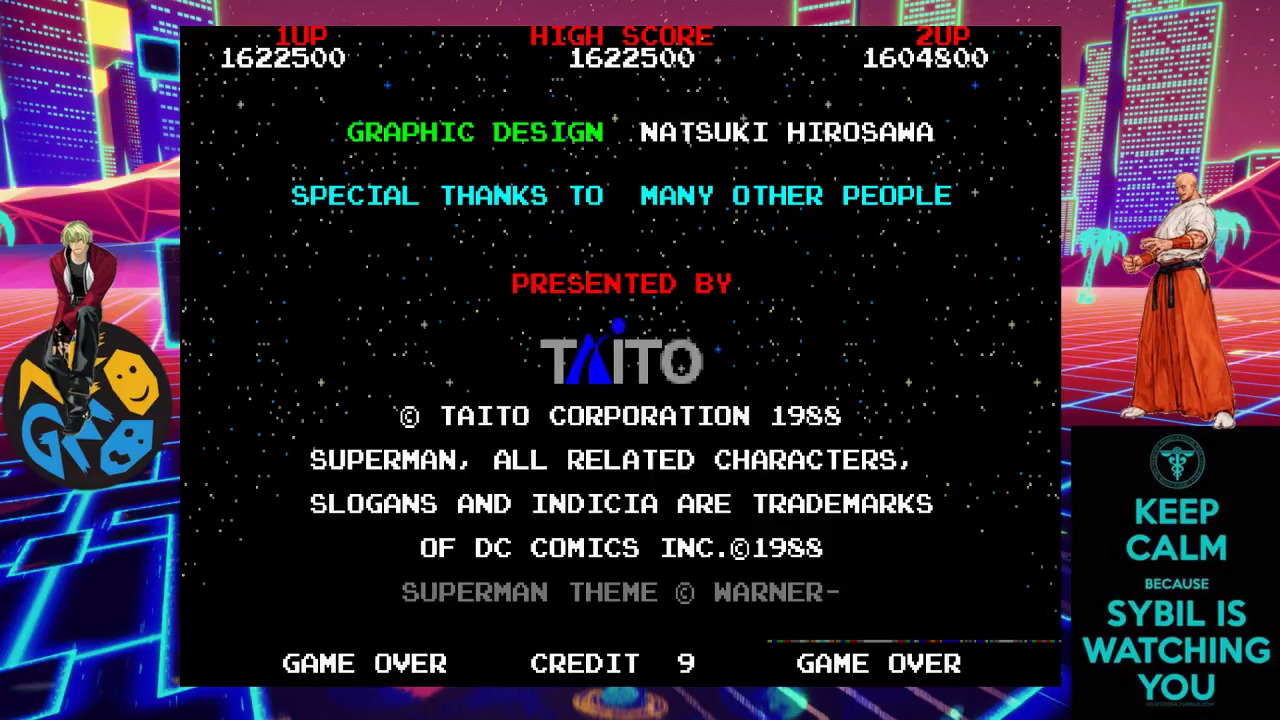 1UP HIGH SCORE 2UP
1622500 1622500 1604800
GRAPHIC DESIGN NATSUKI HIROSAWA
SPECIAL THANKS TO MANY OTHER PEOPLE
PRESENTED BY
TAITO
© TAITO CORPORATION 1988
SUPERMAN, ALL RELATED CHARACTERS,
SLOGANS AND INDICIA ARE TRADEMARKS
OF DC COMICS INC.©1988
SUPERMAN THEME © WARNER-
GAME OVER CREDIT 9 GAME OVER
KEEP
CALM
BECAUSE
SYBIL IS
WATCHING
YOU